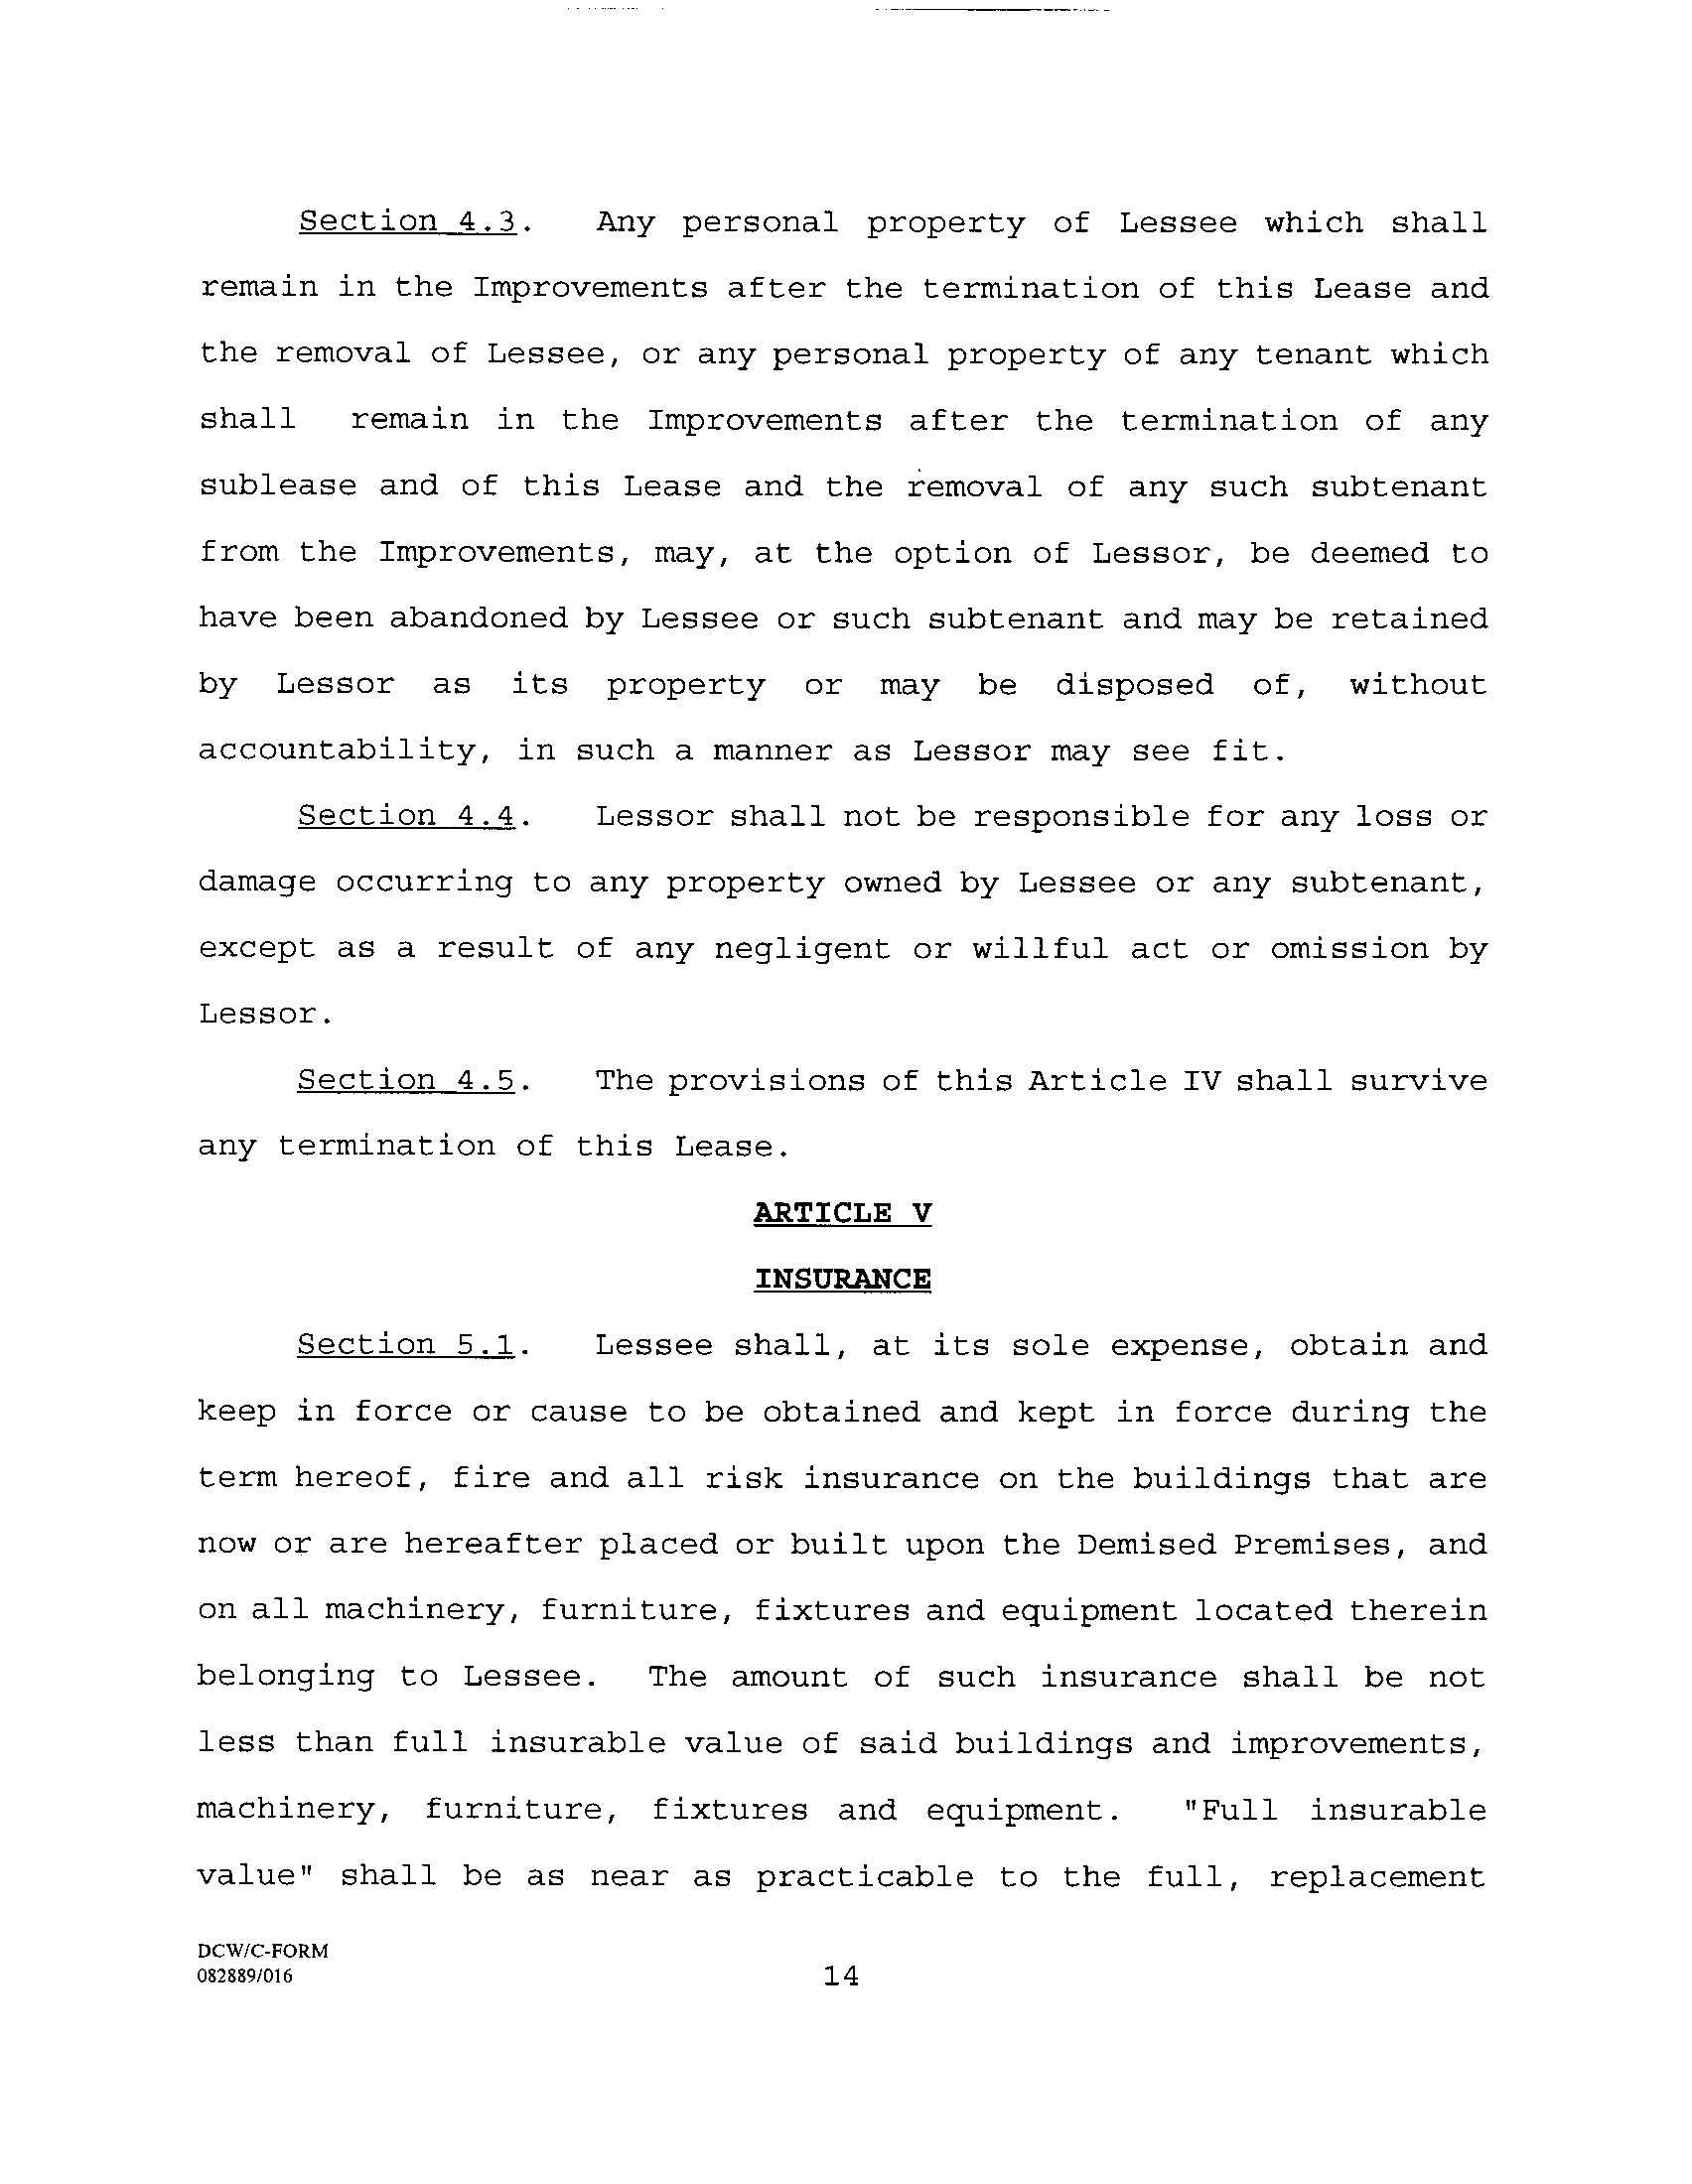 Section 4.3. Any personal property of Lessee which shall
remain in the Improvements after the termination of this Lease and
the removal of Lessee, or any personal property of any tenant which
shall remain in the Improvements after the termination of any
sublease and of this Lease and the removal of any such subtenant
from the Improvements, may, at the option of Lessor, be deemed to
have been abandoned by Lessee or such subtenant and may be retained
by Lessor as its property or may be disposed of, without
accountability, in such a manner as Lessor may see fit.
Section 4.4. Lessor shall not be responsible for any loss or
damage occurring to any property owned by Lessee or any subtenant,
except as a result of any negligent or willful act or omission by
Lessor.
Section 4.5. The provisions of this Article IV shall survive
any termination of this Lease.
ARTICLE V
INSURANCE
Section 5.1. Lessee shall, at its sole expense, obtain and
keep in force or cause to be obtained and kept in force during the
term hereof, fire and all risk insurance on the buildings that are
now or are hereafter placed or built upon the Demised Premises, and
on all machinery, furniture, fixtures and equipment located therein
belonging to Lessee. The amount of such insurance shall be not
less than full insurable value of said buildings and improvements,
machinery, furniture, fixtures and equipment. "Full insurable
value" shall be as near as practicable to the full, replacement
DCW/C-FORM
082889/016
14